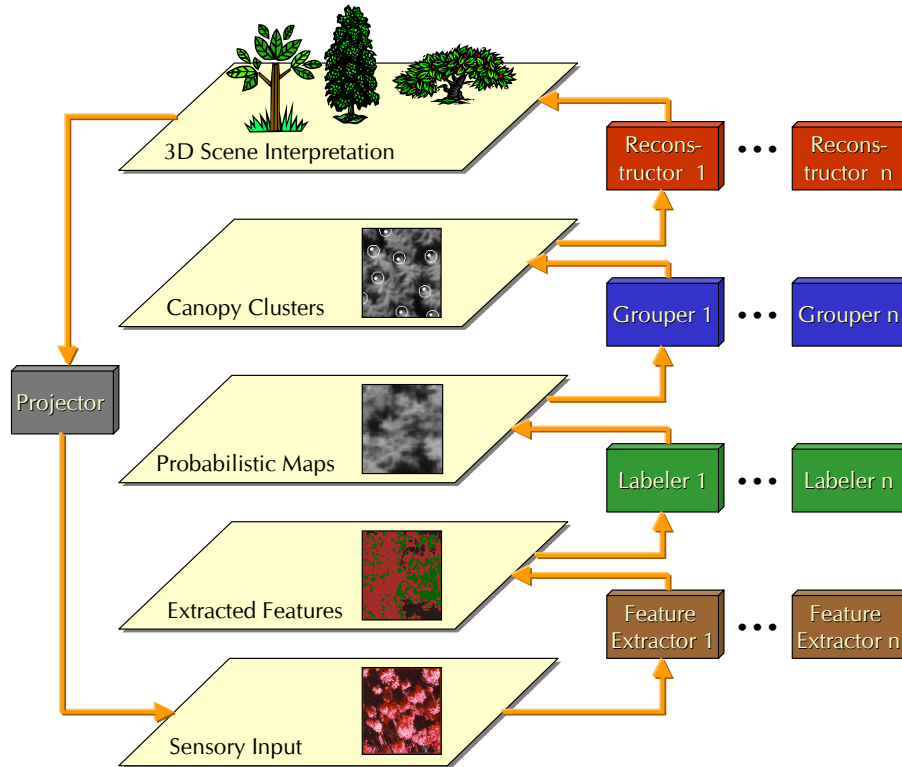 3D Scene Interpretation
Recons-
tructor 1
• • •
Recons-
tructor n
Canopy Clusters
Grouper 1
• • •
Grouper n
Projector
Probabilistic Maps
Labeler 1
• • •
Labeler n
Extracted Features
Feature
Extractor 1
• • •
Feature
Extractor n
Sensory Input